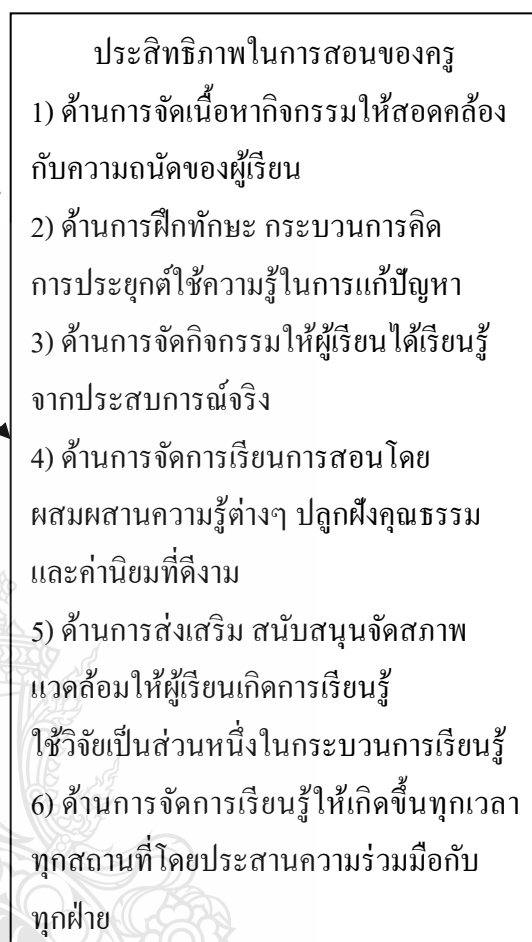 ประสิทธิภาพในการสอนของครู
1) ด้านการจัดเนื้อหากิจกรรมให้สอดคล้อง
กับความถนัดของผู้เรียน
2) ด้านการฝึกทักษะ กระบวนการคิด
การประยุกต์ใช้ความรู้ในการแก้ปัญหา
3) ด้านการจัดกิจกรรมให้ผู้เรียนได้เรียนรู้
จากประสบการณ์จริง
4) ด้านการจัดการเรียนการสอนโดย
ผสมผสานความรู้ต่างๆ ปลูกฝังคุณธรรม
และค่านิยมที่ดีงาม
5) ด้านการส่งเสริม สนับสนุนจัดสภาพ
แวดล้อมให้ผู้เรียนเกิดการเรียนรู้
ใช้วิจัยเป็นส่วนหนึ่งในกระบวนการเรียนรู้
6) ด้านการจัดการเรียนรู้ให้เกิดขึ้นทุกเวลา
ทุกสถานที่โดยประสานความร่วมมือกับ
ทุกฝ่าย